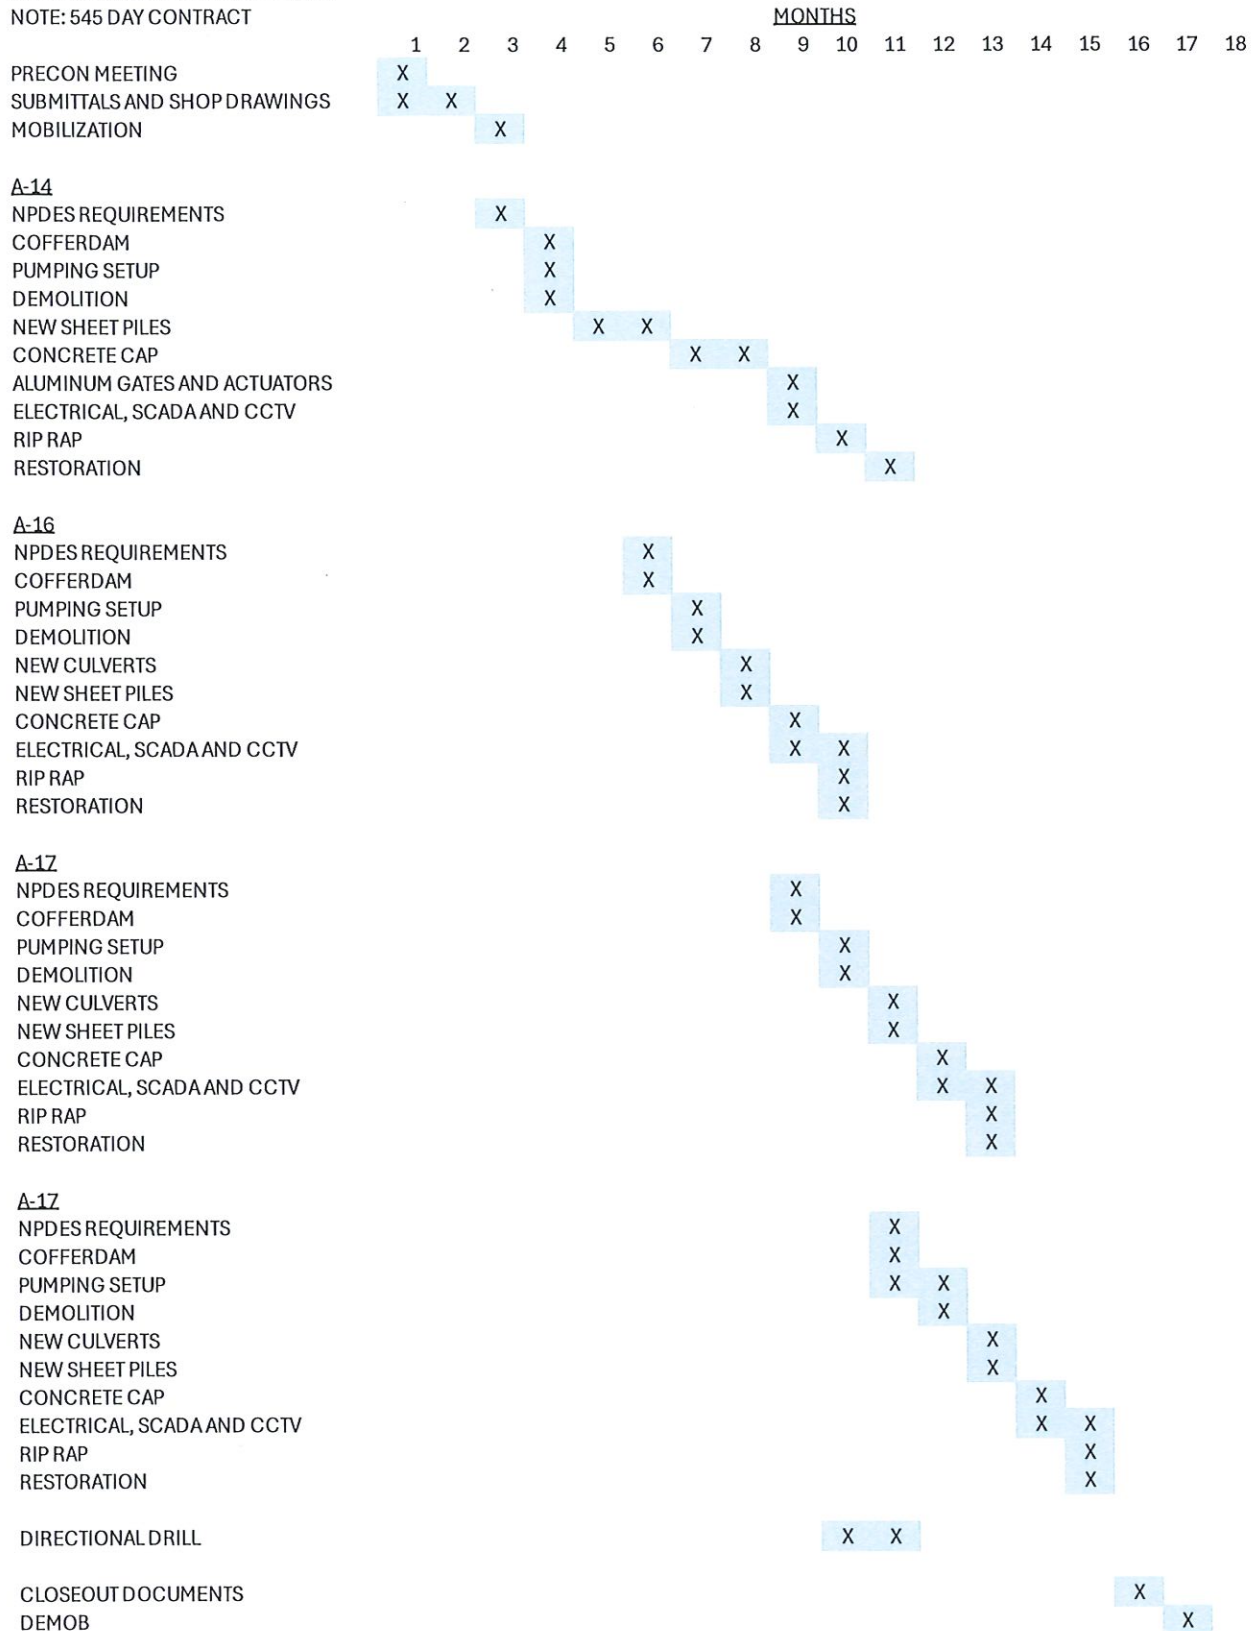 NOTE: 545 DAY CONTRACT MONTHS
1 2 3 4 5 6 7 8 9 10 11 12 13 14 15 16 17 18
PRECON MEETING X
SUBMITTALS AND SHOP DRAWINGS X X
MOBILIZATION X
A-14
NPDES REQUIREMENTS X
COFFERDAM X
PUMPING SETUP X
DEMOLITION X
NEW SHEET PILES X X
CONCRETE CAP X X
ALUMINUM GATES AND ACTUATORS X
ELECTRICAL, SCADA AND CCTV X
RIP RAP X
RESTORATION X
A-16
NPDES REQUIREMENTS X
COFFERDAM X
PUMPING SETUP X
DEMOLITION X
NEW CULVERTS X
NEW SHEET PILES X
CONCRETE CAP X
ELECTRICAL, SCADA AND CCTV X X
RIP RAP X
RESTORATION X
A-17
NPDES REQUIREMENTS X
COFFERDAM X
PUMPING SETUP X
DEMOLITION X
NEW CULVERTS X
NEW SHEET PILES X
CONCRETE CAP X
ELECTRICAL, SCADA AND CCTV X X
RIP RAP X
RESTORATION X
A-17
NPDES REQUIREMENTS X
COFFERDAM X
PUMPING SETUP X X
DEMOLITION X
NEW CULVERTS X
NEW SHEET PILES X
CONCRETE CAP X
ELECTRICAL, SCADA AND CCTV X X
RIP RAP X
RESTORATION X
DIRECTIONAL DRILL X X
CLOSEOUT DOCUMENTS X
DEMOB X